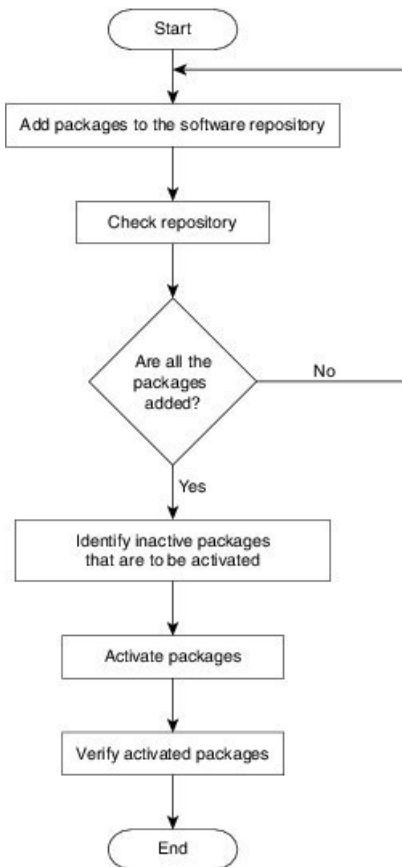 Start
Add packages to the software repository
Check repository
Are all the
packages
added?
No
Yes
Identify inactive packages
that are to be activated
Activate packages
Verify activated packages
End